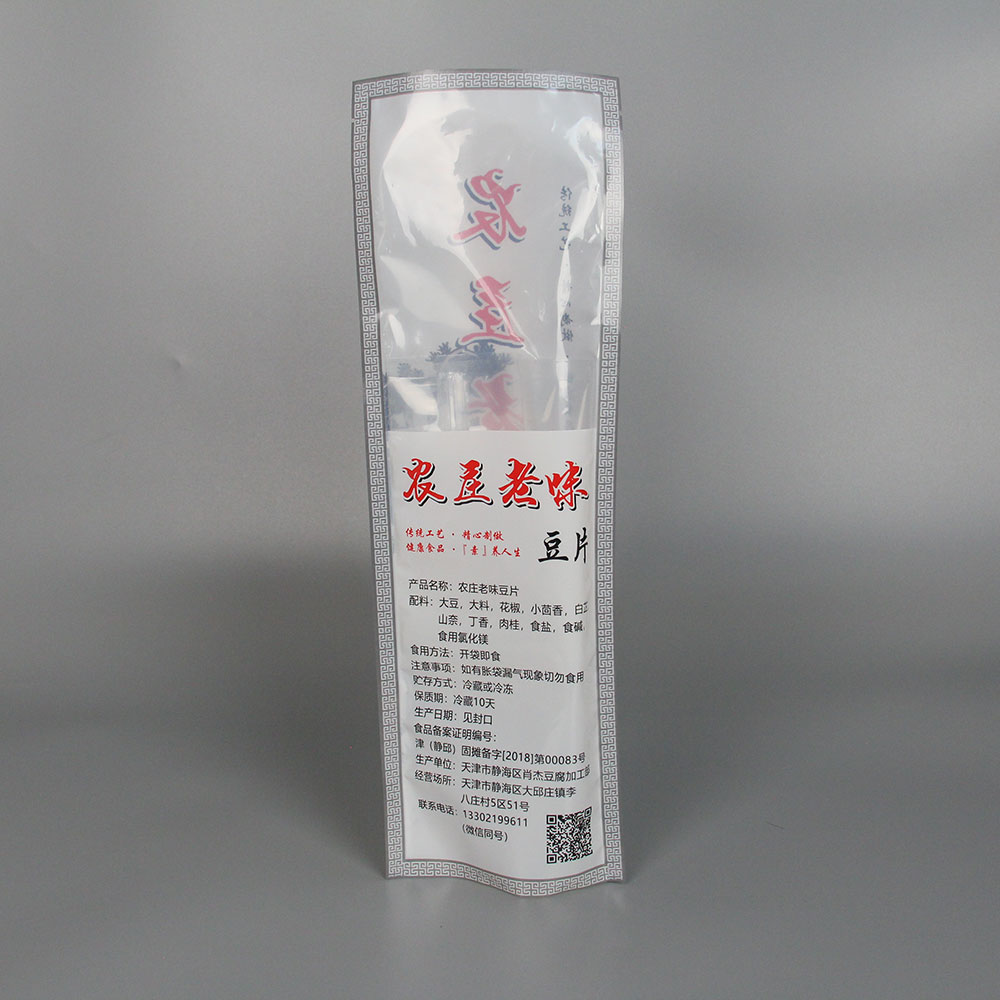 农庄老味
传统工艺·精心制做
健康食品·『素』养人生
豆片
产品名称：农庄老味豆片
配料：大豆，大料，花椒，小茴香，白
山奈，丁香，肉桂，食盐，食碱，
食用氯化镁
食用方法：开袋即食
注意事项：如有胀袋漏气现象切勿食用
贮存方式：冷藏或冷冻
保质期：冷藏10天
生产日期：见封口
食品备案证明编号：
津（静邱）固摊备字[2018]第00083号
生产单位：天津市静海区肖杰豆腐加工部
经营场所：天津市静海区大邱庄镇李
八庄村5区51号
联系电话：13302199611
（微信同号）